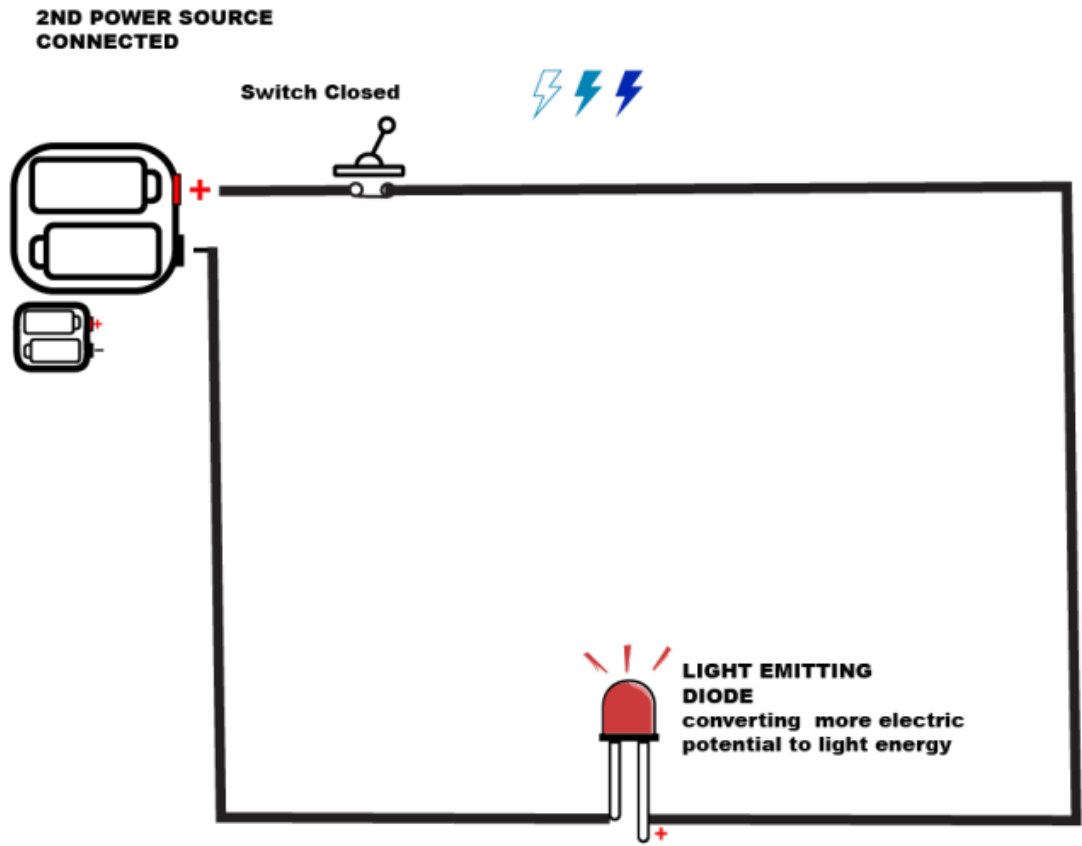 2ND POWER SOURCE
CONNECTED
Switch Closed
+
−
+
−
LIGHT EMITTING
DIODE
converting  more electric
potential to light energy
+